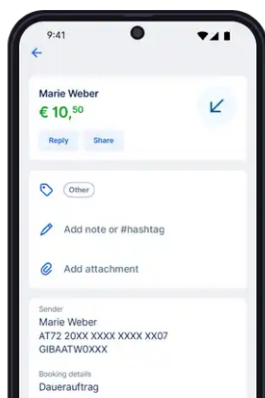 9:41
Marie Weber
€ 10,50
Reply Share
Other
Add note or #hashtag
Add attachment
Sender
Marie Weber
AT72 20XX XXXX XXXX XX07
GIBAATW0XXX
Booking details
Dauerauftrag